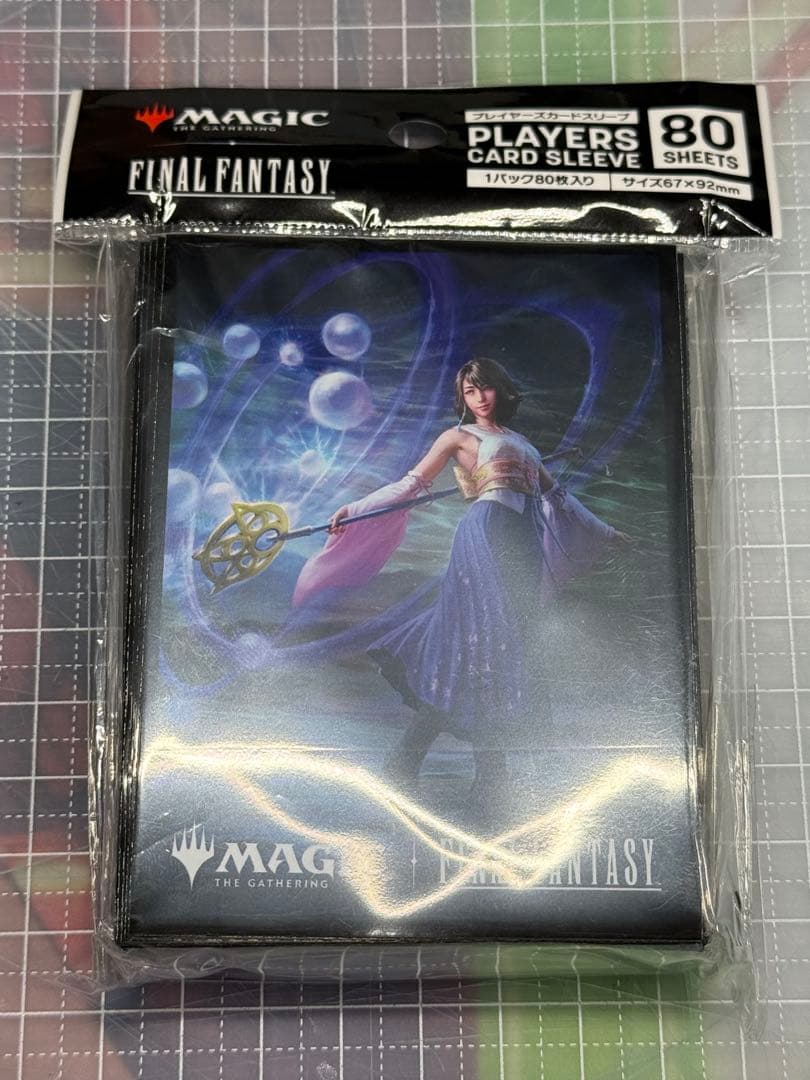 MAGIC
THE GATHERING
FINAL FANTASY
プレイヤーズカードスリーブ
PLAYERS
CARD SLEEVE
1パック80枚入り
サイズ67×92mm
80
SHEETS
MAGIC
THE GATHERING
FINAL FANTASY